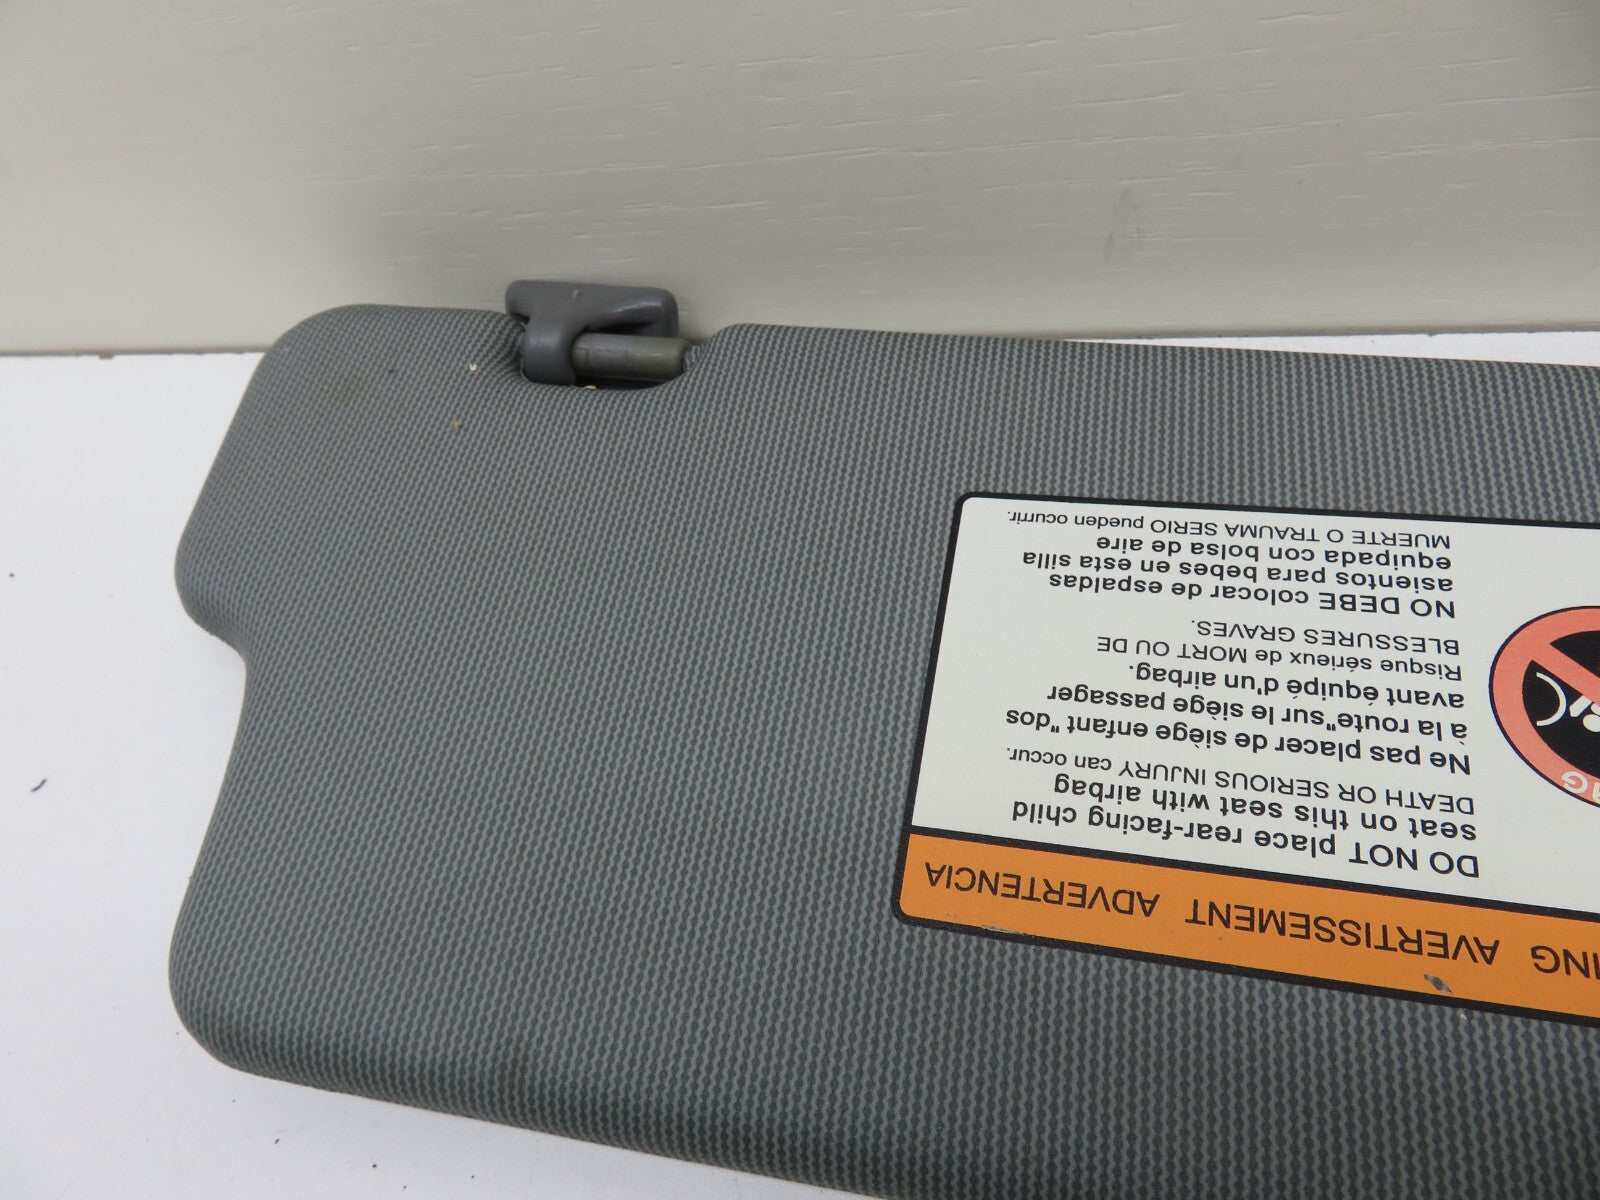 ING AVERTISSEMENT ADVERTENCIA
DO NOT place rear-facing child
seat on this seat with airbag
DEATH OR SERIOUS INJURY can occur.
Ne pas placer de siège enfant "dos
à la route" sur le siège passager
avant équipé d'un airbag.
Risque sérieux de MORT OU DE
BLESSURES GRAVES.
NO DEBE colocar de espaldas
asientos para bebes en esta silla
equipada con bolsa de aire
MUERTE O TRAUMA SERIO pueden ocurrir.